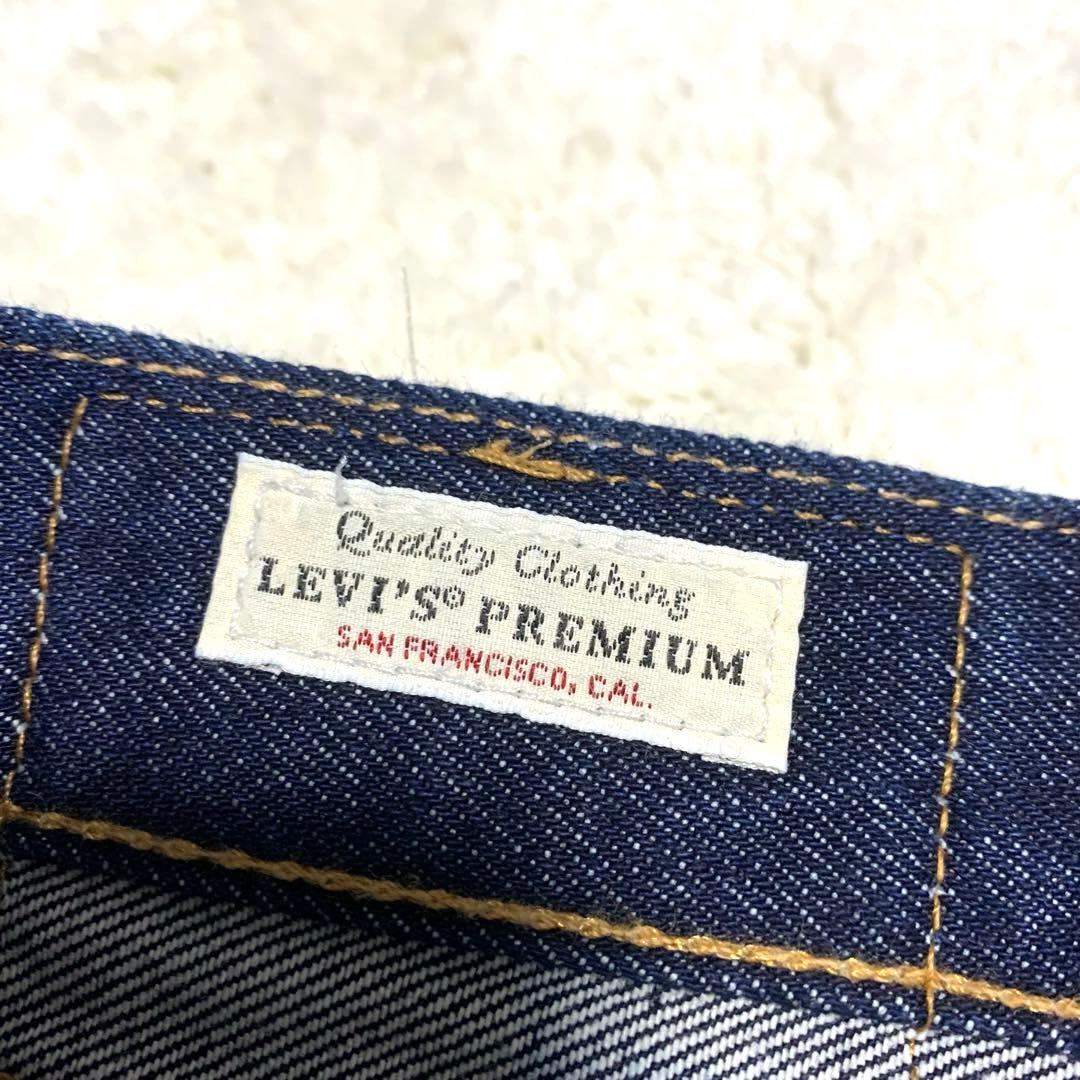 Quality Clothing
LEVI'S® PREMIUM
SAN FRANCISCO, CAL.